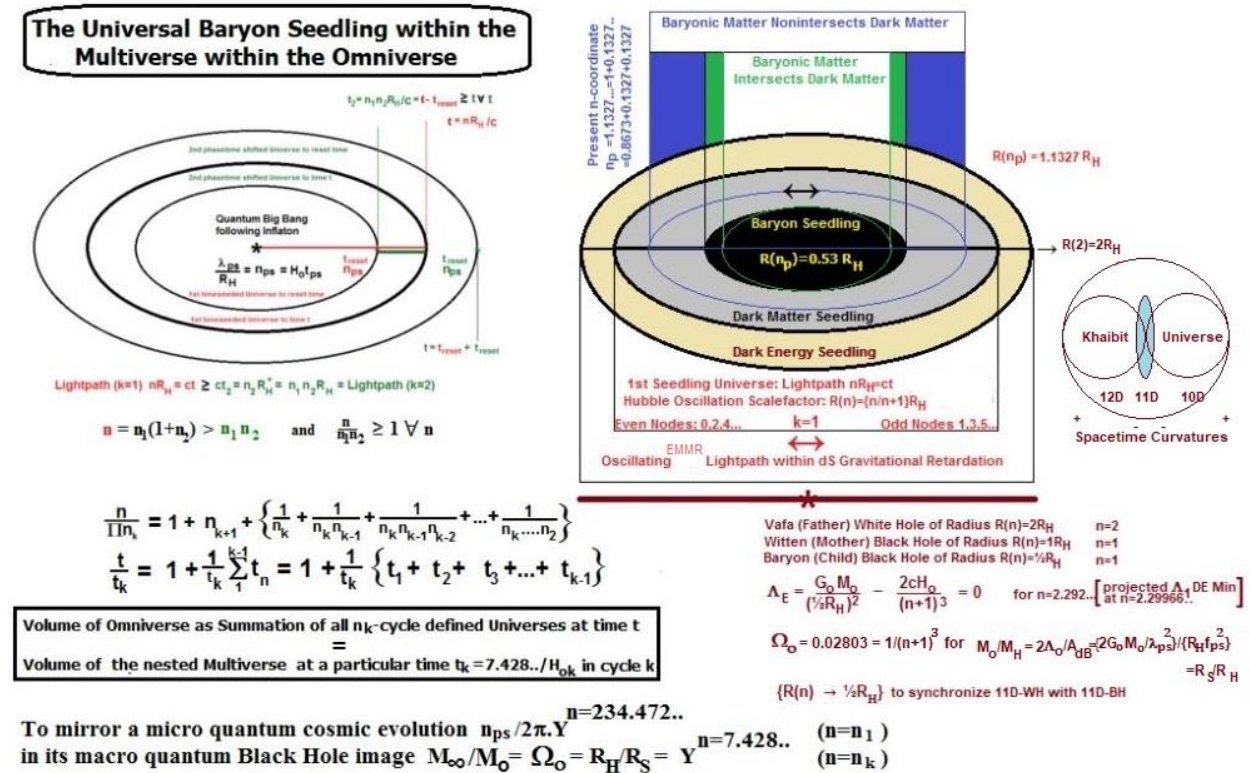 The Universal Baryon Seedling within the
Multiverse within the Omniverse
t₂= n₁n₂R_H/c = t- t_reset ≥ t ∀ t
t = nR_H/c
2nd phasetime shifted Universe to reset time
2nd phasetime shifted Universe to time t
Quantum Big Bang
following Inflaton
*
λ_ps/R_H = n_ps = H_o t_ps
t_reset
n_ps
t_reset
n_ps
1st timeseeded Universe to reset time
1st timeseeded Universe to time t
t = t_reset + t_reset
Lightpath (k=1) nR_H = ct ≥ ct₂ = n₂R_H* = n₁n₂R_H = Lightpath (k=2)
n = n₁(1+n₂) > n₁n₂ and n/n₁n₂ ≥ 1 ∀ n
Present n-coordinate
n_p =1.1327...=1+0.1327..
=0.8673+0.1327+0.1327
Baryonic Matter Nonintersects Dark Matter
Baryonic Matter
Intersects Dark Matter
R(n_p) = 1.1327 R_H
Baryon Seedling
R(n_p)=0.53 R_H
R(2)=2R_H
Dark Matter Seedling
Dark Energy Seedling
1st Seedling Universe: Lightpath nR_H=ct
Hubble Oscillation Scalefactor: R(n)=(n/n+1)R_H
Even Nodes: 0,2,4... k=1 Odd Nodes 1,3,5...
Oscillating EMMR Lightpath within dS Gravitational Retardation
*
Khaibit Universe
12D 11D 10D
+ - - +
Spacetime Curvatures
n/Πn_k = 1 + n_{k+1} + {1/n_k + 1/n_k n_{k-1} + 1/n_k n_{k-1} n_{k-2} +...+ 1/n_k....n₂}
t/t_k = 1 + 1/t_k Σ₁^{k-1} t_n = 1 + 1/t_k {t₁ + t₂ + t₃ +...+ t_{k-1}}
Volume of Omniverse as Summation of all n_k-cycle defined Universes at time t
=
Volume of the nested Multiverse at a particular time t_k =7.428../H_ok in cycle k
Vafa (Father) White Hole of Radius R(n)=2R_H n=2
Witten (Mother) Black Hole of Radius R(n)=1R_H n=1
Baryon (Child) Black Hole of Radius R(n)=½R_H n=1
Λ_E = G_o M_o/(½R_H)² - 2cH_o/(n+1)³ = 0 for n=2.292...[projected Λ₁ DE Min at n=2.29966..]
Ω_o = 0.02803 = 1/(n+1)³ for M_o/M_H = 2Λ_o/A_dB={2G_o M_o/λ_ps²}/{R_H f_ps²}
=R_S/R_H
{R(n) → ½R_H} to synchronize 11D-WH with 11D-BH
To mirror a micro quantum cosmic evolution n_ps/2π.Y^n=234.472.. (n=n₁)
in its macro quantum Black Hole image M_∞/M_o= Ω_o = R_H/R_S = Y^n=7.428.. (n=n_k)